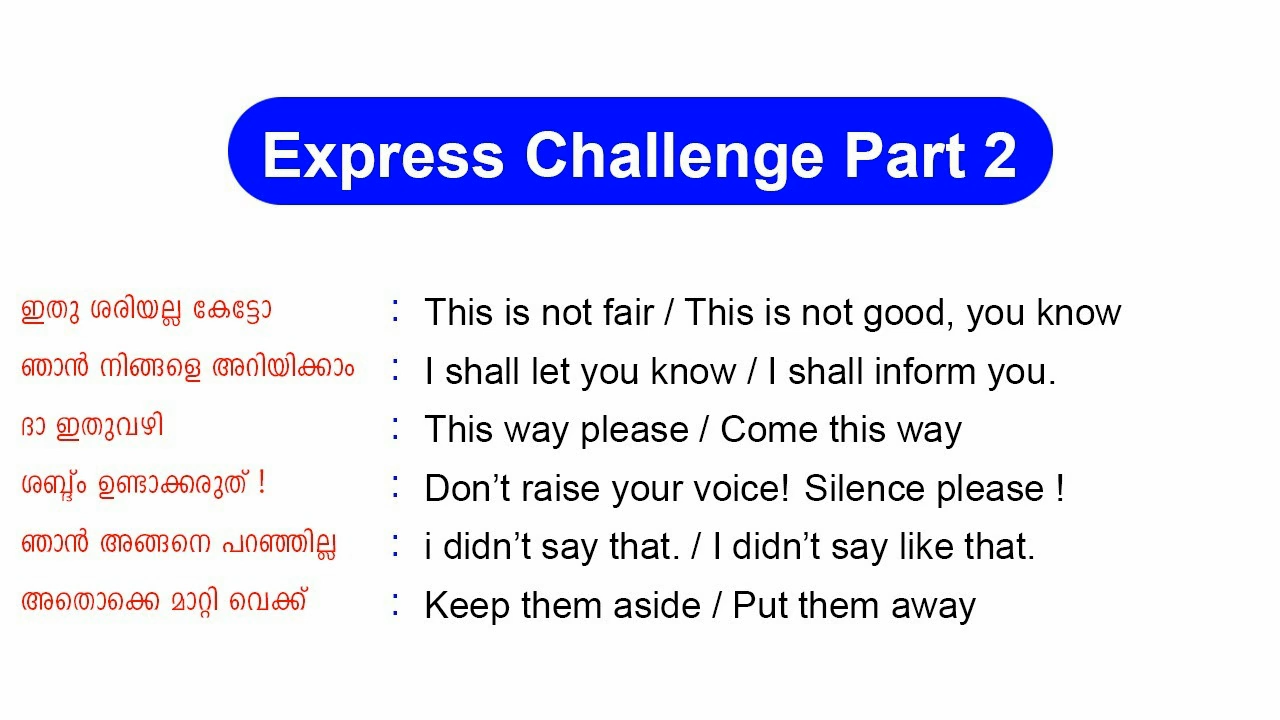 Express Challenge Part 2
ഇതു ശരിയല്ല കേട്ടോ : This is not fair / This is not good, you know
ഞാൻ നിങ്ങളെ അറിയിക്കാം : I shall let you know / I shall inform you.
ദാ ഇതുവഴി : This way please / Come this way
ശബ്ദ്ം ഉണ്ടാക്കരുത് ! : Don’t raise your voice! Silence please !
ഞാൻ അങ്ങനെ പറഞ്ഞില്ല : i didn’t say that. / I didn’t say like that.
അതൊക്കെ മാറ്റി വെക്ക് : Keep them aside / Put them away